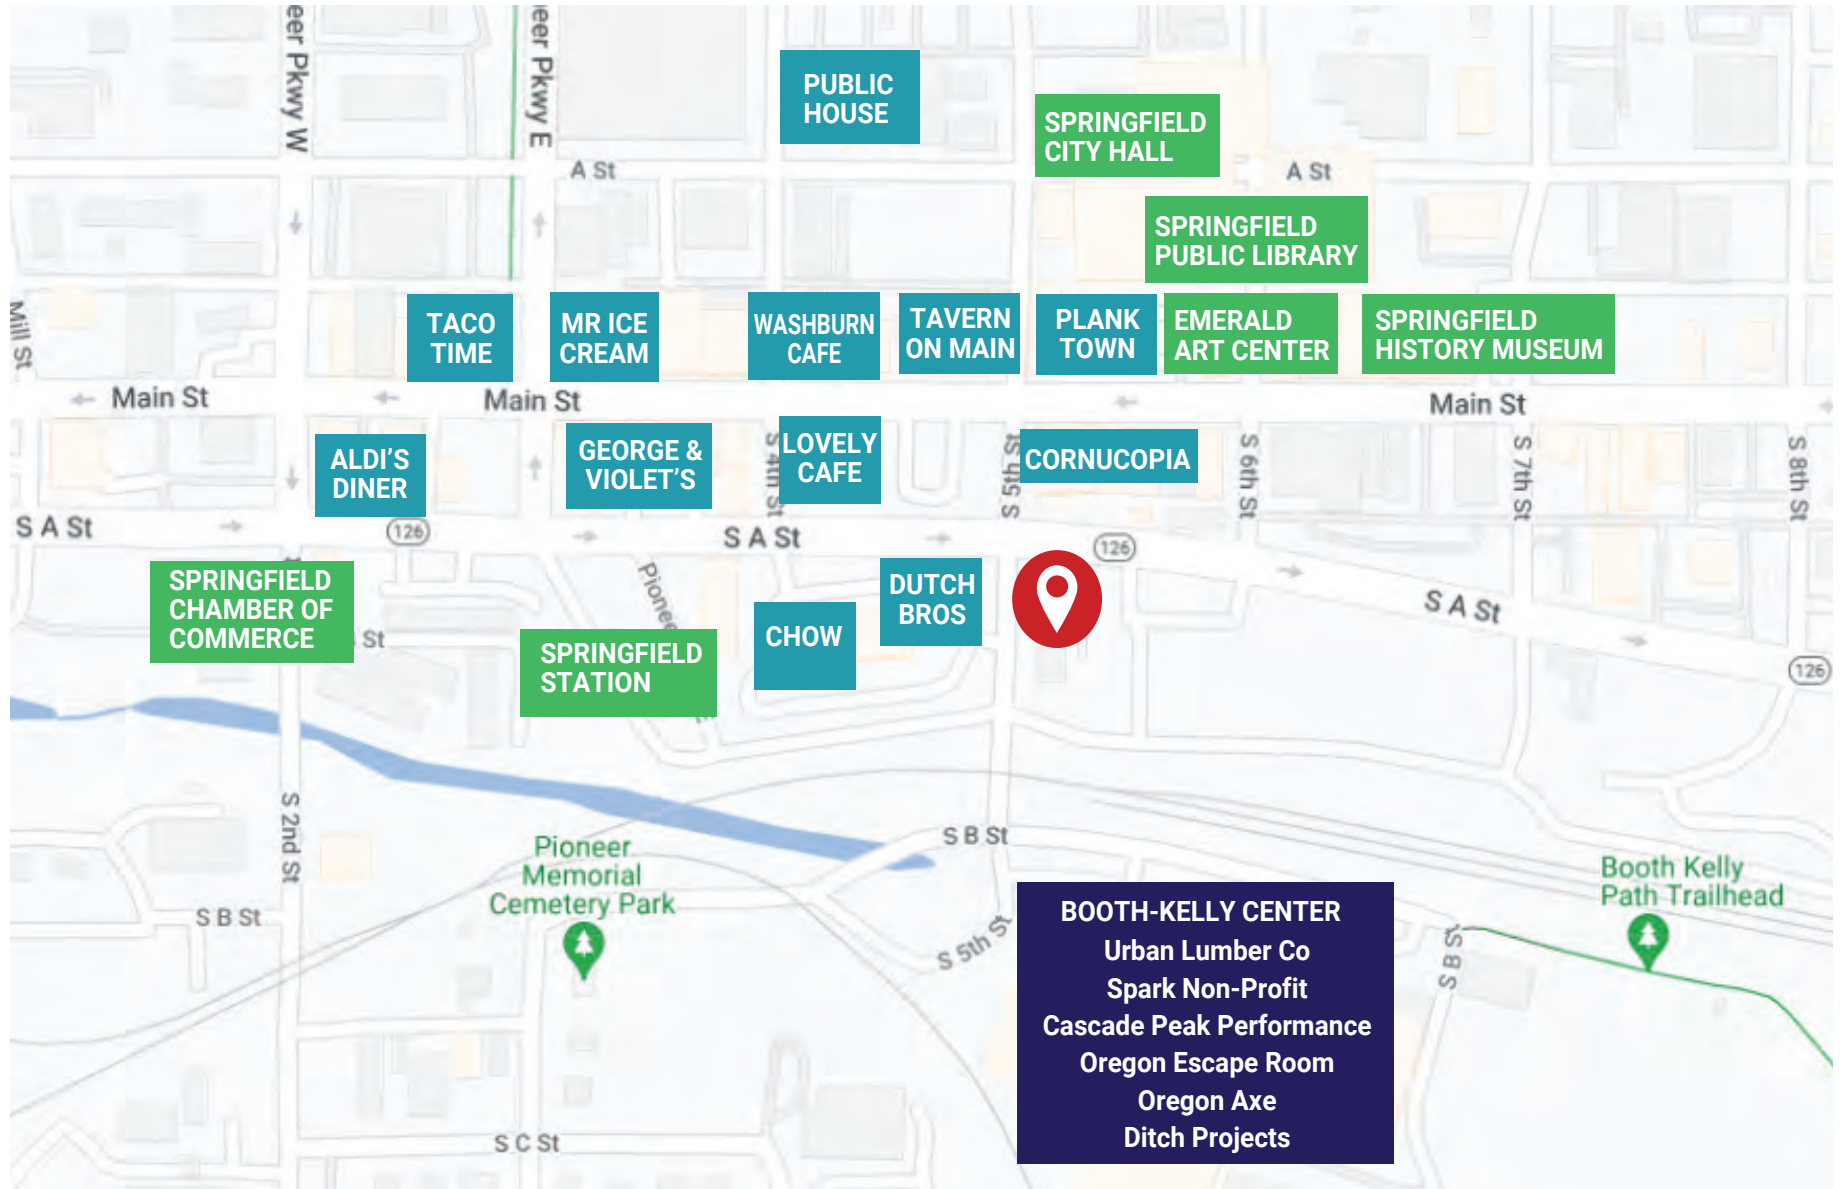 eer Pkwy W
eer Pkwy E
PUBLIC
HOUSE
SPRINGFIELD
CITY HALL
A St
A St
SPRINGFIELD
PUBLIC LIBRARY
Mill St
TACO
TIME
MR ICE
CREAM
WASHBURN
CAFE
TAVERN
ON MAIN
PLANK
TOWN
EMERALD
ART CENTER
SPRINGFIELD
HISTORY MUSEUM
Main St
Main St
Main St
ALDI'S
DINER
GEORGE &
VIOLET'S
S 4th St
LOVELY
CAFE
S 5th St
CORNUCOPIA
S 6th St
S 7th St
S 8th St
S A St
126
S A St
126
S A St
126
SPRINGFIELD
CHAMBER OF
COMMERCE
St
Pionee
SPRINGFIELD
STATION
CHOW
DUTCH
BROS
S 2nd St
S B St
Pioneer
Memorial
Cemetery Park
S B St
S 5th St
S B St
Booth Kelly
Path Trailhead
BOOTH-KELLY CENTER
Urban Lumber Co
Spark Non-Profit
Cascade Peak Performance
Oregon Escape Room
Oregon Axe
Ditch Projects
S C St